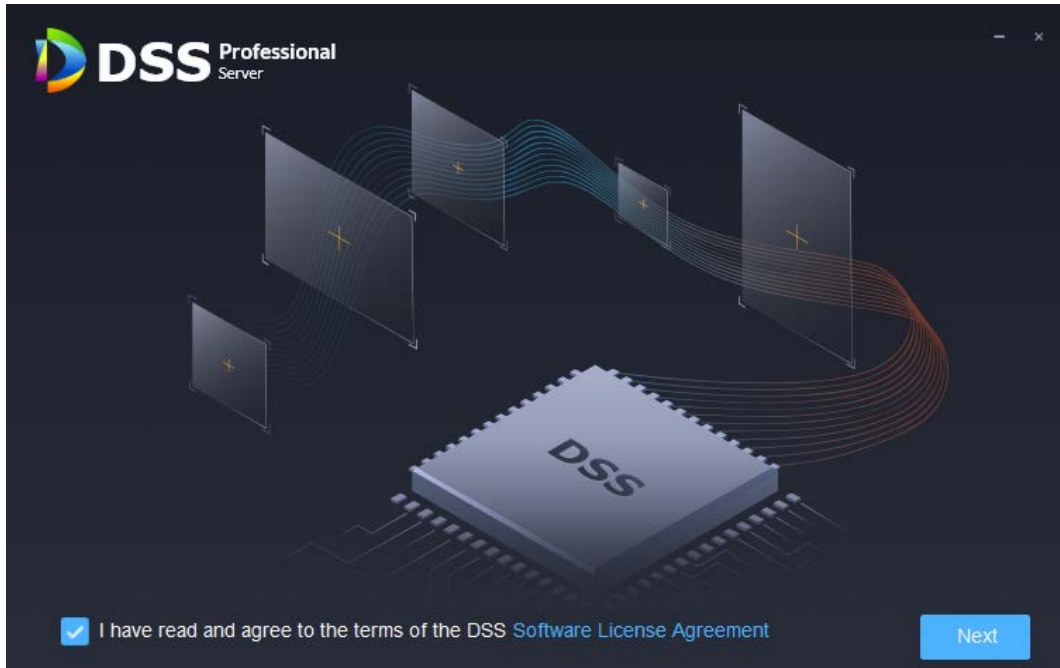 DSS Professional
Server
DSS
I have read and agree to the terms of the DSS Software License Agreement
Next